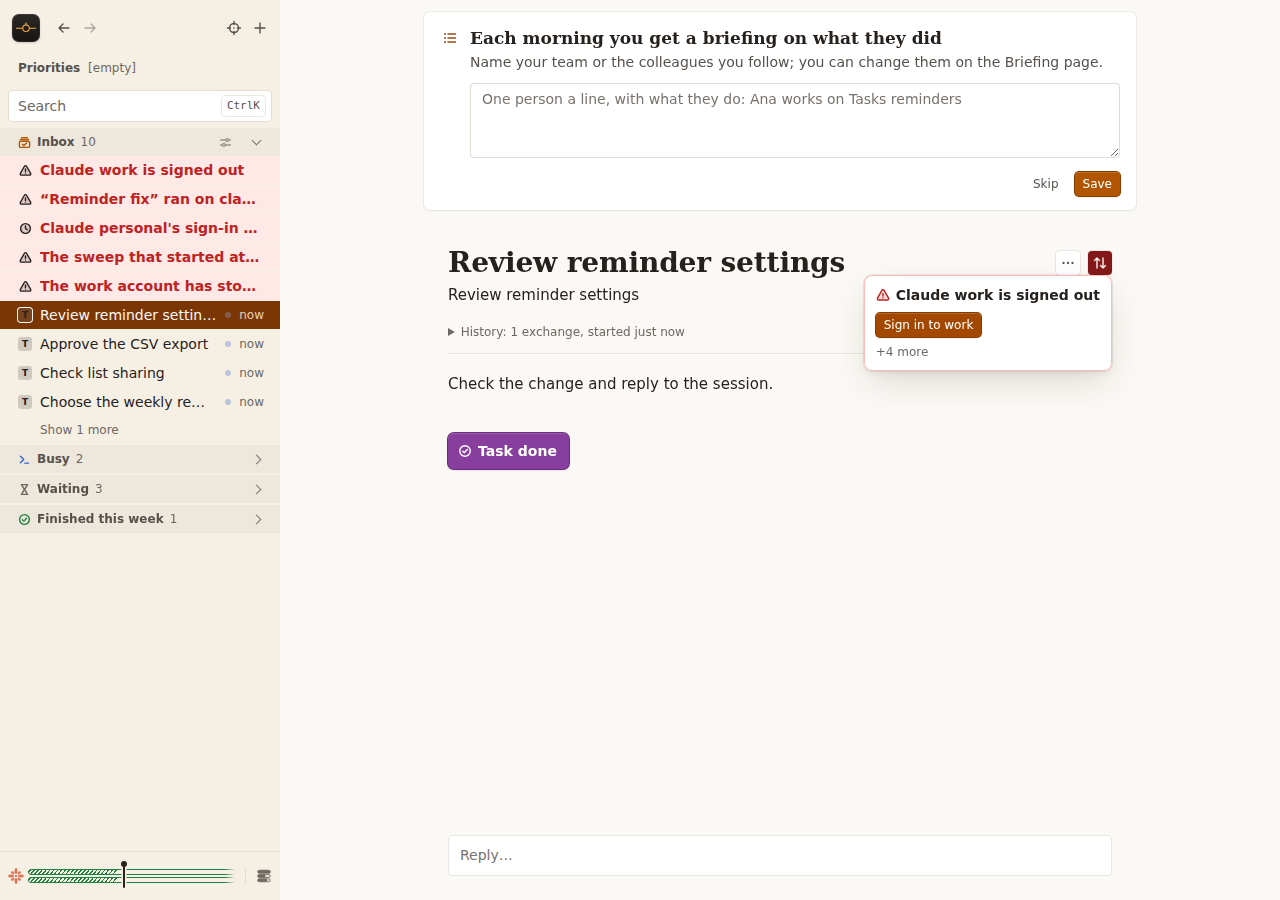 Priorities [empty]
Search CtrlK
Inbox 10
Claude work is signed out
“Reminder fix” ran on cla…
Claude personal's sign-in …
The sweep that started at…
The work account has sto…
T Review reminder settin… now
T Approve the CSV export now
T Check list sharing now
T Choose the weekly re… now
Show 1 more
Busy 2
Waiting 3
Finished this week 1
Each morning you get a briefing on what they did
Name your team or the colleagues you follow; you can change them on the Briefing page.
One person a line, with what they do: Ana works on Tasks reminders
Skip Save
Review reminder settings
Review reminder settings
History: 1 exchange, started just now
Claude work is signed out
Sign in to work
+4 more
Check the change and reply to the session.
Task done
Reply…